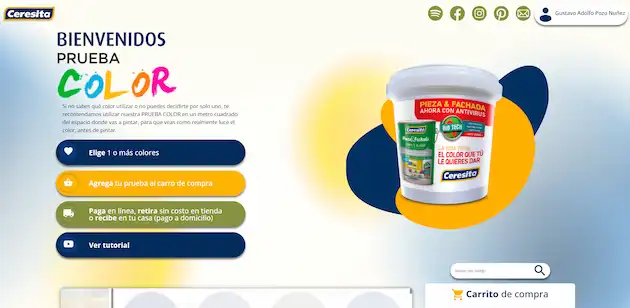 Ceresita
Gustavo Adolfo Pozo Nuñez
BIENVENIDOS
PRUEBA
COLOR
Si no sabes qué color utilizar o no puedes decidirte por solo uno, te
recomendamos utilizar nuestra PRUEBA COLOR en un metro cuadrado
del espacio donde vas a pintar, para que veas como realmente luce el
color, antes de pintar.
Elige 1 o más colores
Agrega tu prueba al carro de compra
Paga en línea, retira sin costo en tienda
o recibe en tu casa (pago a domicilio)
Ver tutorial
PIEZA & FACHADA
AHORA CON ANTIVIRUS
Ceresita
BIO TECH
EL COLOR QUE TÚ
LE QUIERES DAR
Ceresita
Carrito de compra